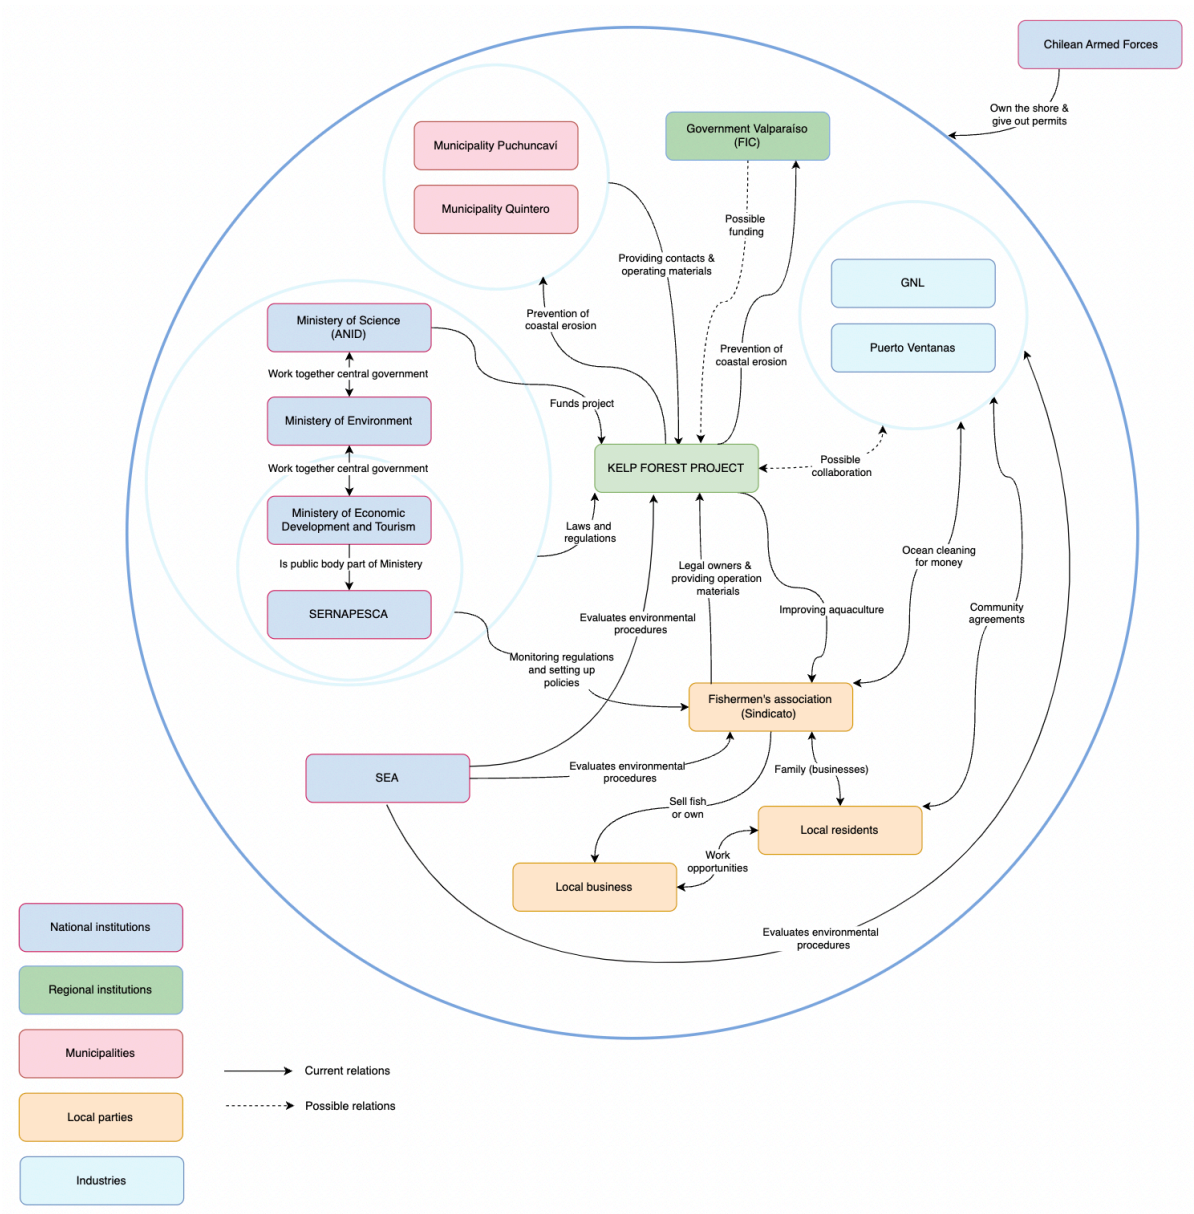 Chilean Armed Forces
Own the shore &
give out permits
Municipality Puchuncaví
Municipality Quintero
Government Valparaíso
(FIC)
Possible
funding
Providing contacts &
operating materials
GNL
Puerto Ventanas
Prevention of
coastal erosion
Prevention of
coastal erosion
Ministery of Science
(ANID)
Work together central government
Funds project
Ministery of Environment
Work together central government
KELP FOREST PROJECT
Possible
collaboration
Ministery of Economic
Development and Tourism
Laws and
regulations
Is public body part of Ministery
SERNAPESCA
Legal owners &
providing operation
materials
Ocean cleaning
for money
Improving aquaculture
Community
agreements
Evaluates environmental
procedures
Monitoring regulations
and setting up
policies
Fishermen's association
(Sindicato)
SEA
Evaluates environmental
procedures
Family (businesses)
Sell fish
or own
Local residents
Work
opportunities
Local business
Evaluates environmental
procedures
National institutions
Regional institutions
Municipalities
Local parties
Industries
Current relations
Possible relations